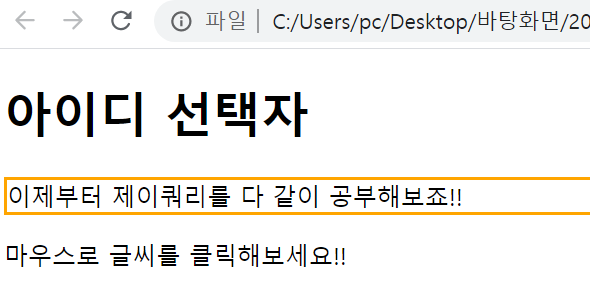 파일 C:/Users/pc/Desktop/바탕화면/20
아이디 선택자
이제부터 제이쿼리를 다 같이 공부해보죠!!
마우스로 글씨를 클릭해보세요!!